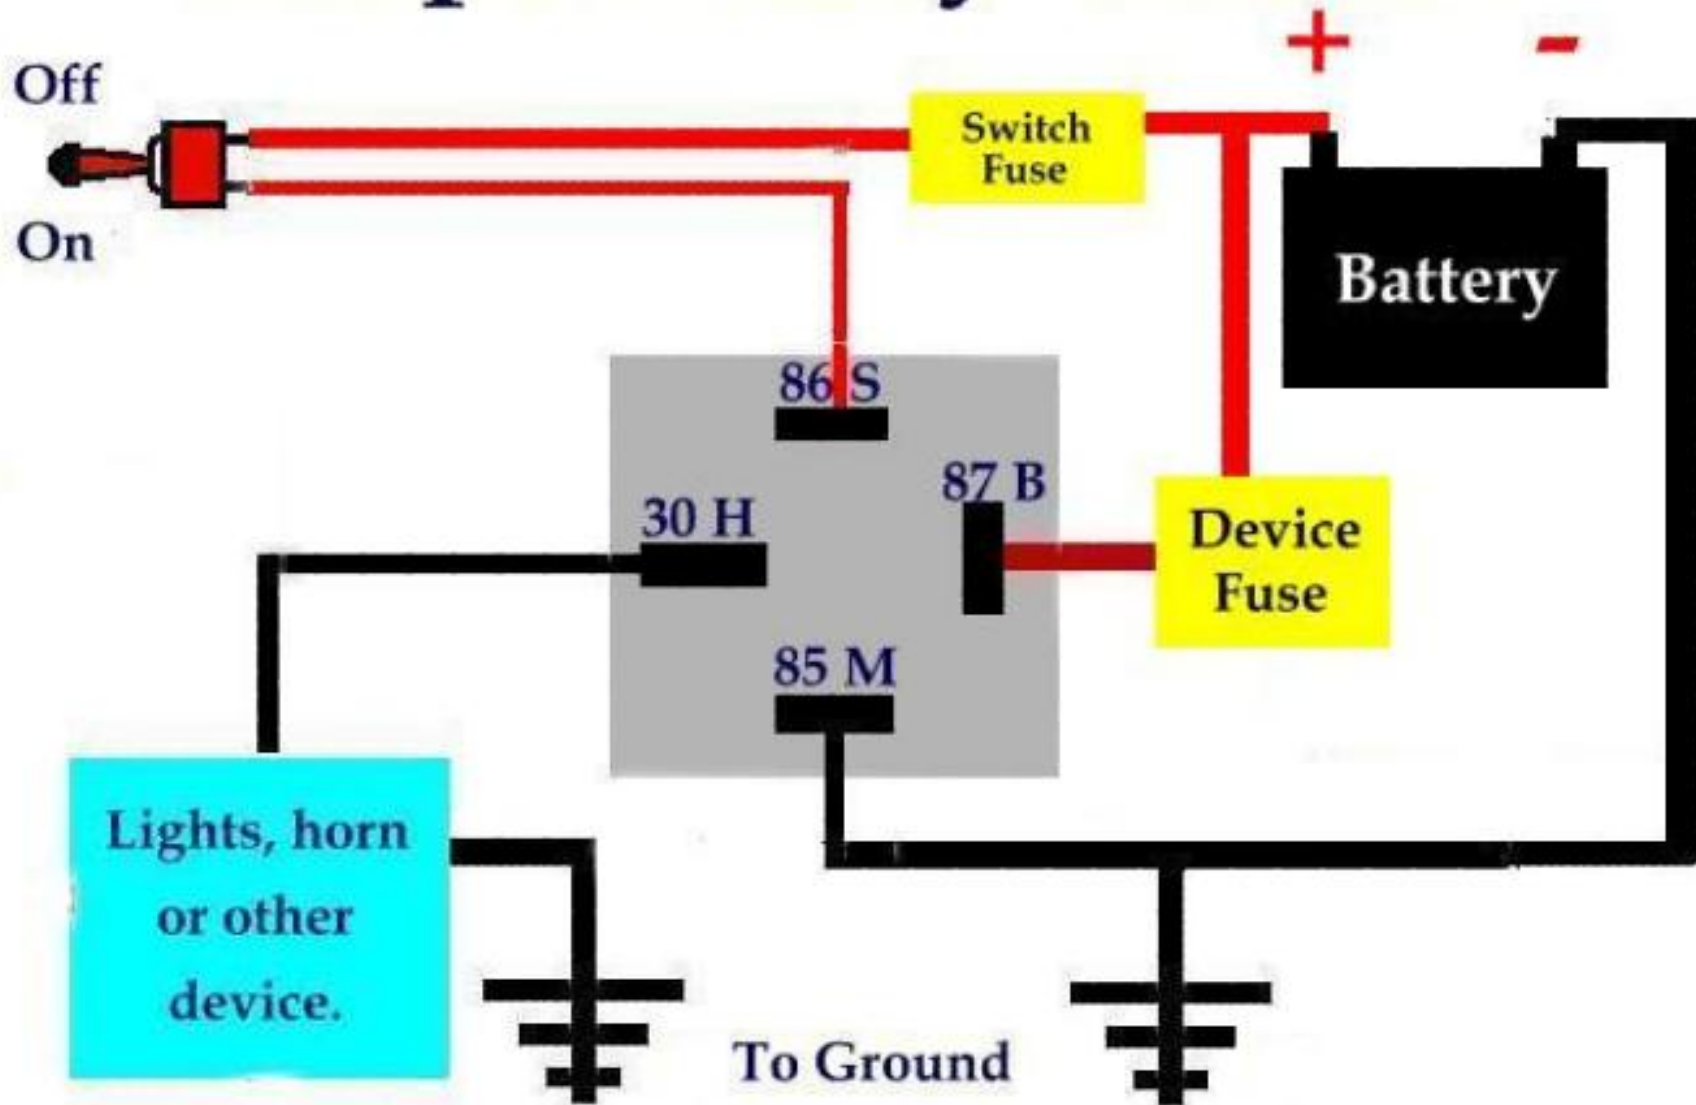 Off
+ -
Switch
Fuse
On
Battery
86 S
87 B
30 H
Device
Fuse
85 M
Lights, horn
or other
device.
To Ground